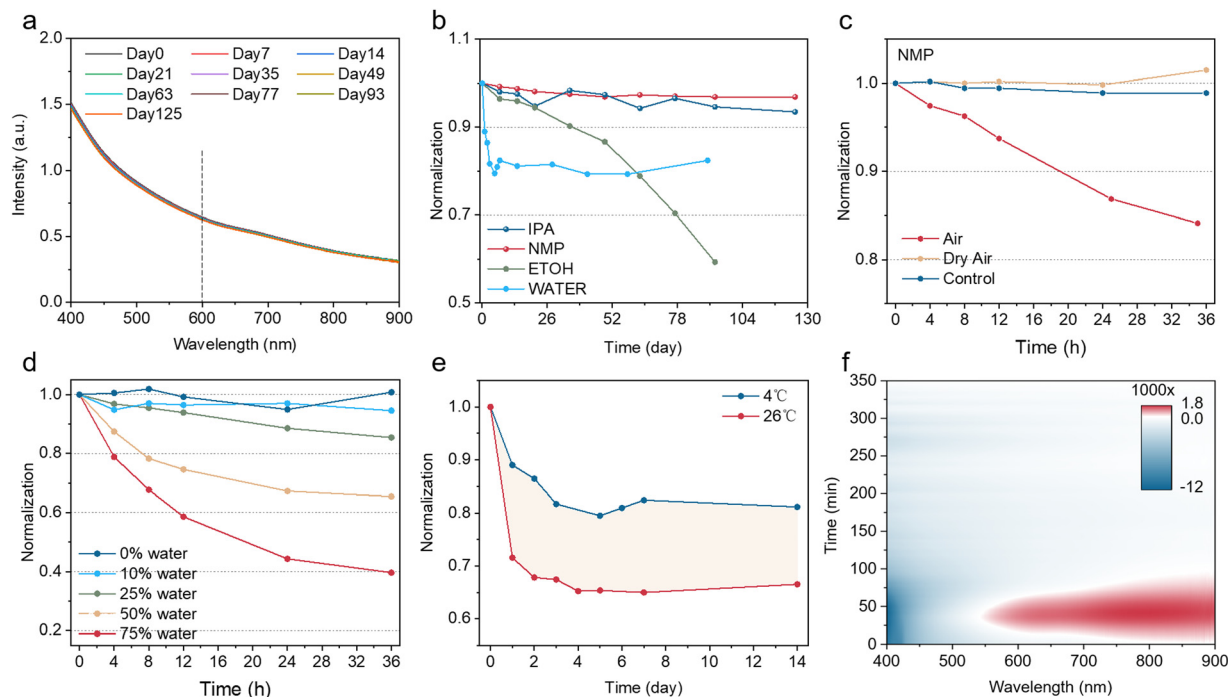 a
2.0
1.5
1.0
0.5
0.0
Intensity (a.u.)
Day0 Day7 Day14
Day21 Day35 Day49
Day63 Day77 Day93
Day125
400 500 600 700 800 900
Wavelength (nm)
b
1.1
1.0
0.9
0.7
0.5
Normalization
IPA
NMP
ETOH
WATER
0 26 52 78 104 130
Time (day)
c
NMP
1.0
0.9
0.8
Normalization
Air
Dry Air
Control
0 4 8 12 16 20 24 28 32 36
Time (h)
d
1.0
0.8
0.6
0.4
0.2
Normalization
0% water
10% water
25% water
50% water
75% water
0 4 8 12 16 20 24 28 32 36
Time (h)
e
1.0
0.9
0.8
0.7
0.6
Normalization
4℃
26℃
0 2 4 6 8 10 12 14
Time (day)
f
350
300
250
200
150
100
50
0
Time (min)
1000x
1.8
0.0
-12
400 500 600 700 800 900
Wavelength (nm)